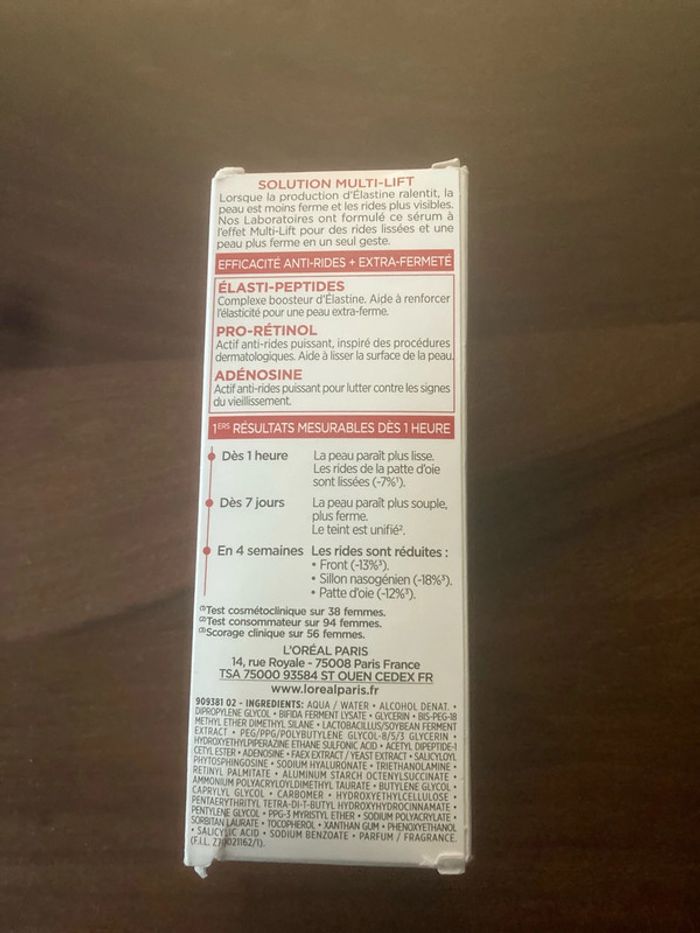 SOLUTION MULTI-LIFT
Lorsque la production d'Élastine ralentit, la
peau est moins ferme et les rides plus visibles.
Nos Laboratoires ont formulé ce sérum à
l'effet Multi-Lift pour des rides lissées et une
peau plus ferme en un seul geste.
EFFICACITÉ ANTI-RIDES + EXTRA-FERMETÉ
ÉLASTI-PEPTIDES
Complexe boosteur d'Élastine. Aide à renforcer
l'élasticité pour une peau extra-ferme.
PRO-RÉTINOL
Actif anti-rides puissant, inspiré des procédures
dermatologiques. Aide à lisser la surface de la peau.
ADÉNOSINE
Actif anti-rides puissant pour lutter contre les signes
du vieillissement.
1ERS RÉSULTATS MESURABLES DÈS 1 HEURE
Dès 1 heure La peau paraît plus lisse.
Les rides de la patte d'oie
sont lissées (-7%¹).
Dès 7 jours La peau paraît plus souple,
plus ferme.
Le teint est unifié².
En 4 semaines Les rides sont réduites :
• Front (-13%³).
• Sillon nasogénien (-18%³).
• Patte d'oie (-12%³).
(1)Test cosmétoclinique sur 38 femmes.
(2)Test consommateur sur 94 femmes.
(3)Scorage clinique sur 56 femmes.
L'ORÉAL PARIS
14, rue Royale - 75008 Paris France
TSA 75000 93584 ST OUEN CEDEX FR
www.lorealparis.fr
909381 02 - INGREDIENTS: AQUA / WATER • ALCOHOL DENAT. •
DIPROPYLENE GLYCOL • BIFIDA FERMENT LYSATE • GLYCERIN • BIS-PEG-18
METHYL ETHER DIMETHYL SILANE • LACTOBACILLUS/SOYBEAN FERMENT
EXTRACT • PEG/PPG/POLYBUTYLENE GLYCOL-8/5/3 GLYCERIN •
HYDROXYETHYLPIPERAZINE ETHANE SULFONIC ACID • ACETYL DIPEPTIDE-1
CETYL ESTER • ADENOSINE • FAEX EXTRACT / YEAST EXTRACT • SALICYLOYL
PHYTOSPHINGOSINE • SODIUM HYALURONATE • TRIETHANOLAMINE •
RETINYL PALMITATE • ALUMINUM STARCH OCTENYLSUCCINATE •
AMMONIUM POLYACRYLOYLDIMETHYL TAURATE • BUTYLENE GLYCOL •
CAPRYLYL GLYCOL • CARBOMER • HYDROXYETHYLCELLULOSE •
PENTAERYTHRITYL TETRA-DI-T-BUTYL HYDROXYHYDROCINNAMATE •
PENTYLENE GLYCOL • PPG-3 MYRISTYL ETHER • SODIUM POLYACRYLATE •
SORBITAN LAURATE • TOCOPHEROL • XANTHAN GUM • PHENOXYETHANOL
• SALICYLIC ACID • SODIUM BENZOATE • PARFUM / FRAGRANCE.
(F.I.L.